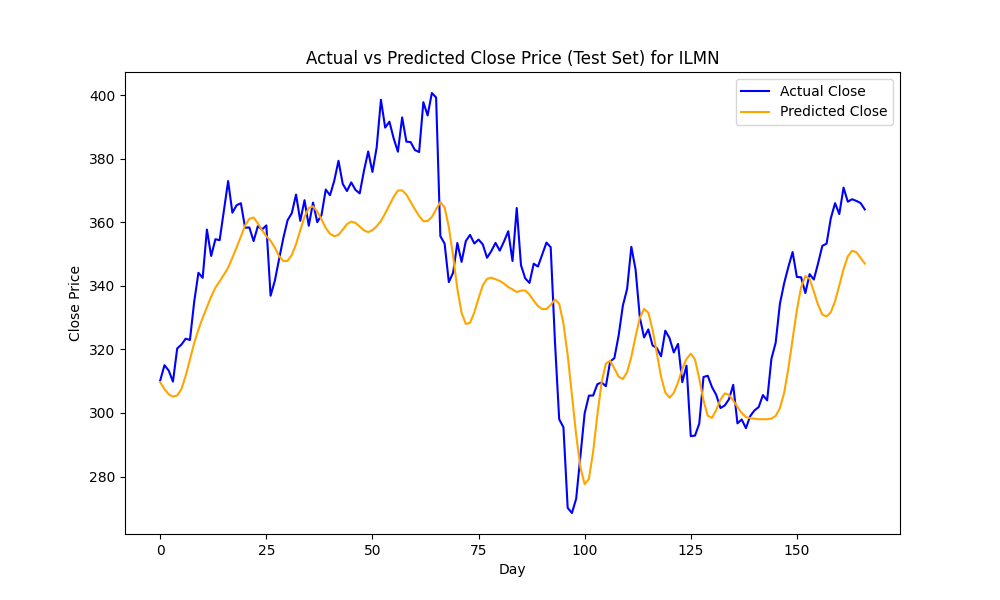 Actual vs Predicted Close Price (Test Set) for ILMN
Actual Close
Predicted Close
Close Price
400
380
360
340
320
300
280
0 25 50 75 100 125 150
Day